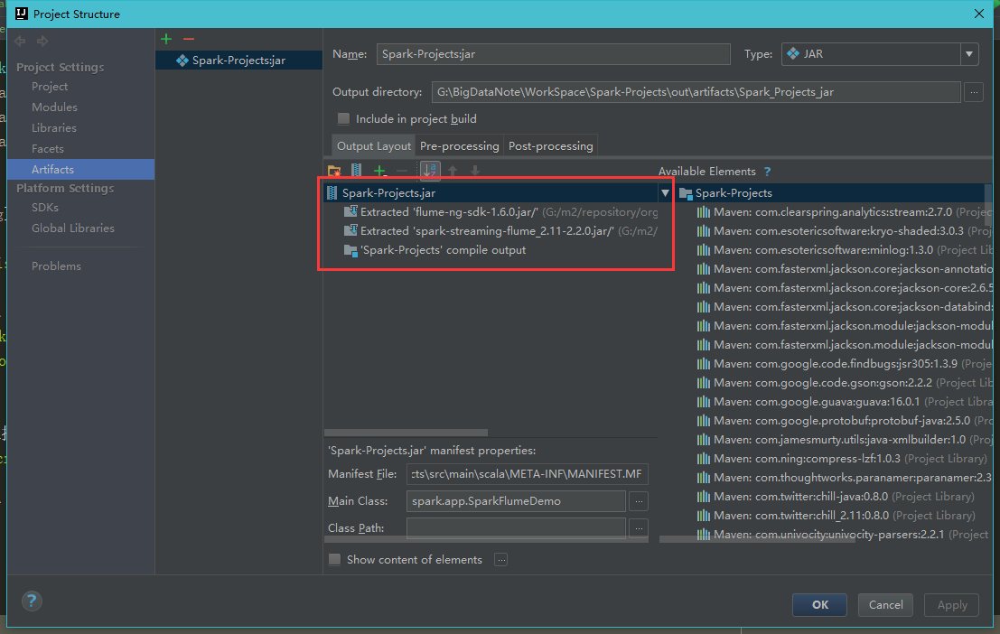 Project Structure
Project Settings
Project
Modules
Libraries
Facets
Artifacts
Platform Settings
SDKs
Global Libraries
Problems
Spark-Projects:jar
Name: Spark-Projects:jar
Type: JAR
Output directory: G:\BigDataNote\WorkSpace\Spark-Projects\out\artifacts\Spark_Projects_jar
Include in project build
Output Layout Pre-processing Post-processing
Available Elements ?
Spark-Projects.jar
Extracted 'flume-ng-sdk-1.6.0.jar/' (G:/m2/repository/org
Extracted 'spark-streaming-flume_2.11-2.2.0.jar/' (G:/m2/
'Spark-Projects' compile output
Spark-Projects
Maven: com.clearspring.analytics:stream:2.7.0 (Projec
Maven: com.esotericsoftware:kryo-shaded:3.0.3 (Proj
Maven: com.esotericsoftware:minlog:1.3.0 (Project Lib
Maven: com.fasterxml.jackson.core:jackson-annotatio
Maven: com.fasterxml.jackson.core:jackson-core:2.6.5
Maven: com.fasterxml.jackson.core:jackson-databind:
Maven: com.fasterxml.jackson.module:jackson-modul
Maven: com.fasterxml.jackson.module:jackson-modul
Maven: com.google.code.findbugs:jsr305:1.3.9 (Proje
Maven: com.google.code.gson:gson:2.2.2 (Project Lib
Maven: com.google.guava:guava:16.0.1 (Project Libra
Maven: com.google.protobuf:protobuf-java:2.5.0 (Proj
Maven: com.jamesmurty.utils:java-xmlbuilder:1.0 (Proj
Maven: com.ning:compress-lzf:1.0.3 (Project Library)
Maven: com.thoughtworks.paranamer:paranamer:2.3
Maven: com.twitter:chill-java:0.8.0 (Project Library)
Maven: com.twitter:chill_2.11:0.8.0 (Project Library)
Maven: com.univocity:univocity-parsers:2.2.1 (Project
'Spark-Projects.jar' manifest properties:
Manifest File: :ts\src\main\scala\META-INF\MANIFEST.MF
Main Class: spark.app.SparkFlumeDemo
Class Path:
Show content of elements
?
OK
Cancel
Apply